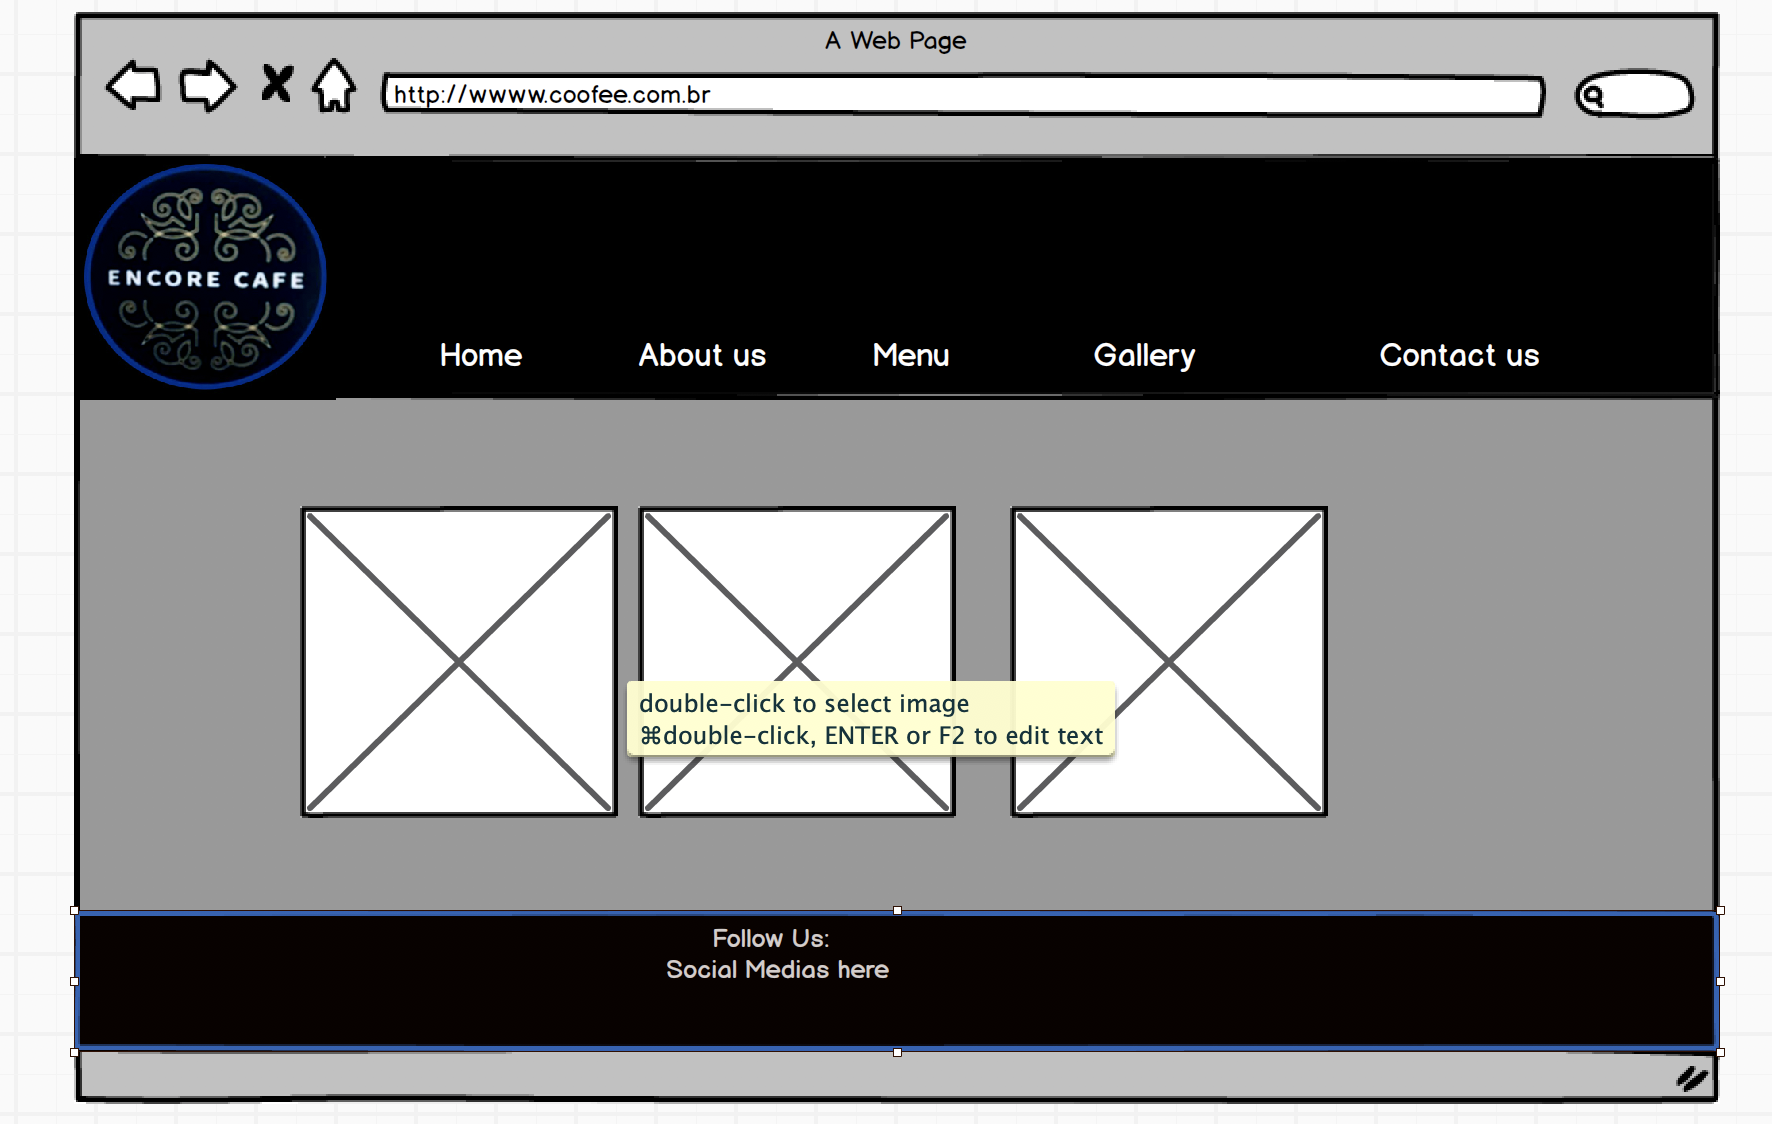 A Web Page
http://wwww.coofee.com.br
ENCORE CAFE
Home About us Menu Gallery Contact us
double-click to select image
⌘double-click, ENTER or F2 to edit text
Follow Us:
Social Medias here